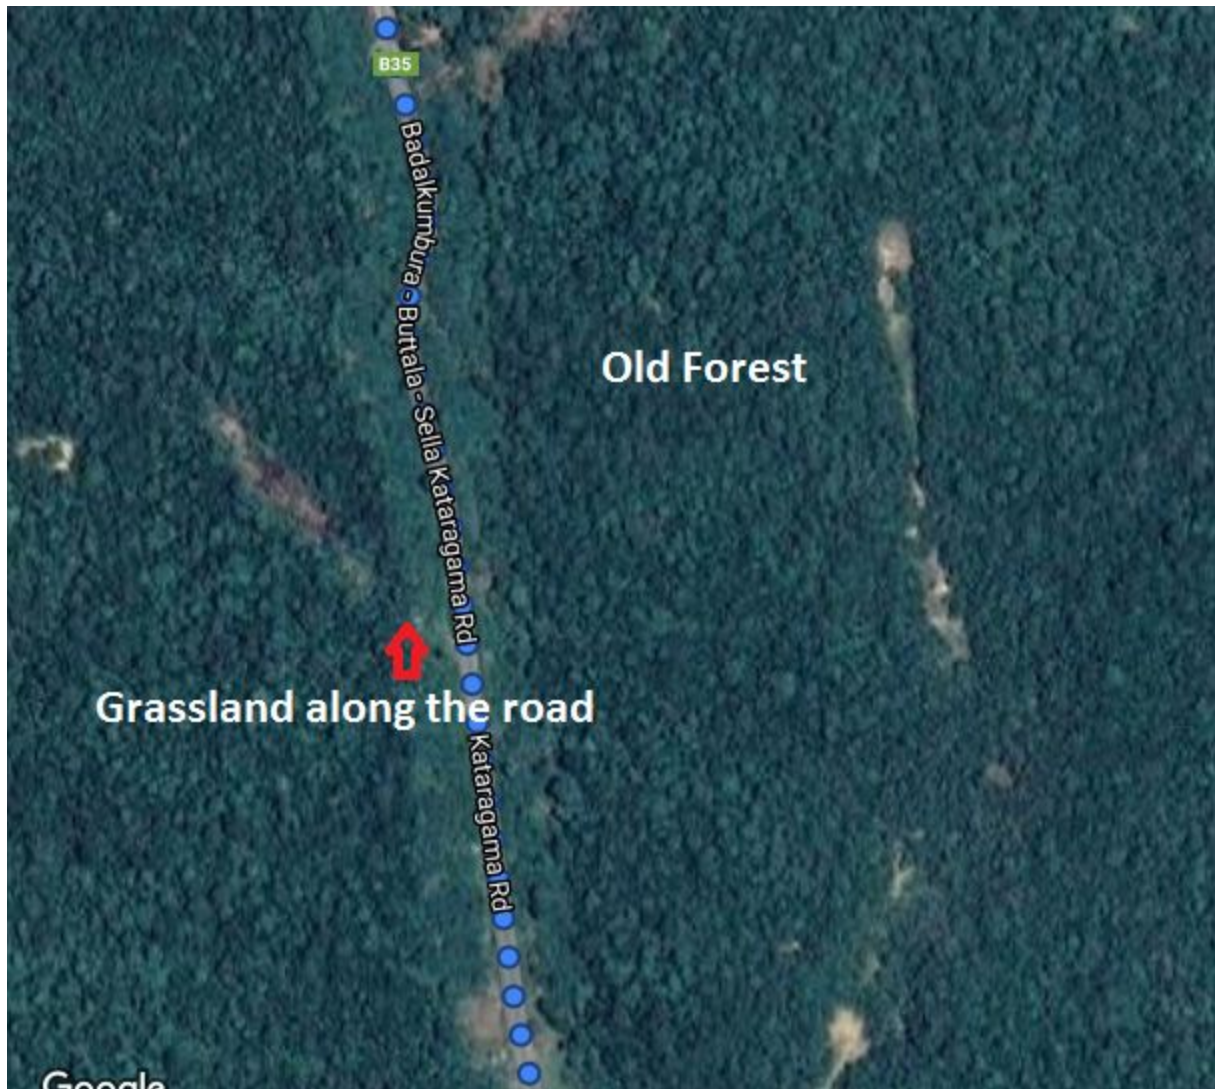 B35
Badalkumbura - Buttala - Sella Kataragama Rd
Old Forest
Grassland along the road
Kataragama Rd
Google